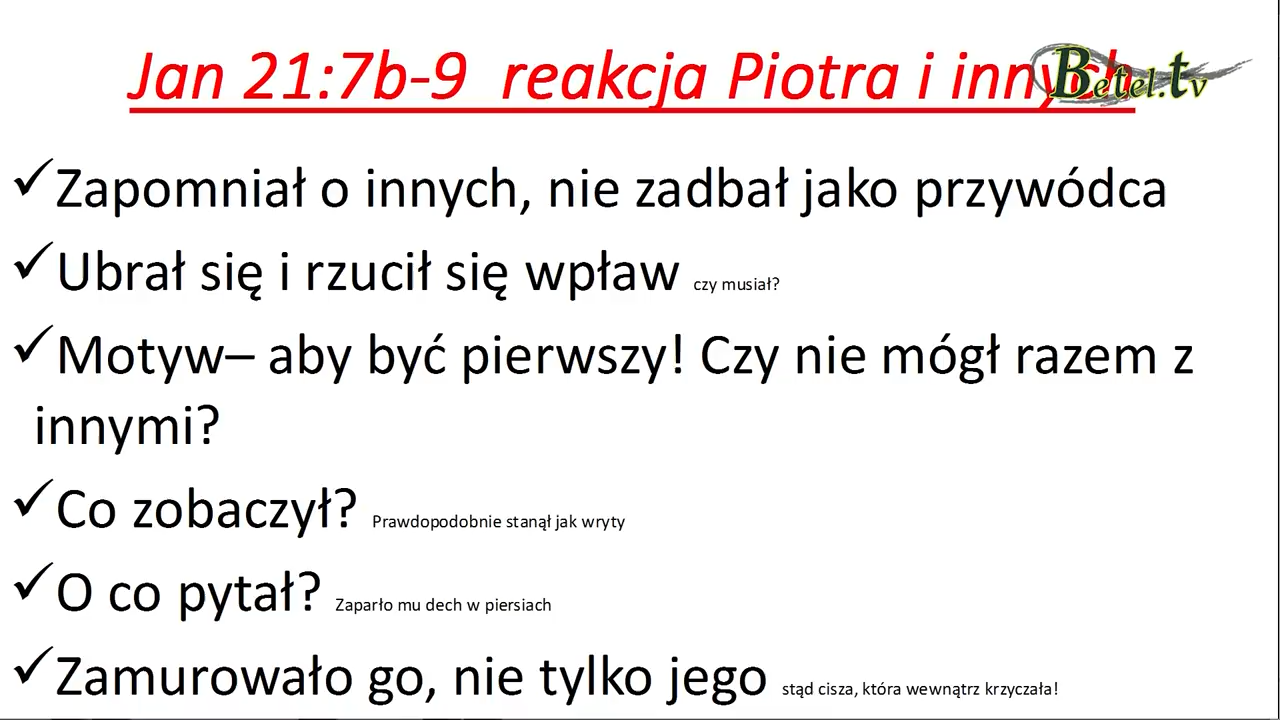 Jan 21:7b-9 reakcja Piotra i innych
Betel.tv
✓Zapomniał o innych, nie zadbał jako przywódca
✓Ubrał się i rzucił się wpław czy musiał?
✓Motyw– aby być pierwszy! Czy nie mógł razem z
innymi?
✓Co zobaczył? Prawdopodobnie stanął jak wryty
✓O co pytał? Zaparło mu dech w piersiach
✓Zamurowało go, nie tylko jego stąd cisza, która wewnątrz krzyczała!